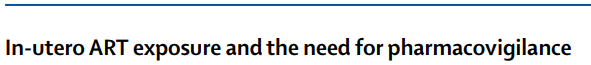 In-utero ART exposure and the need for pharmacovigilance